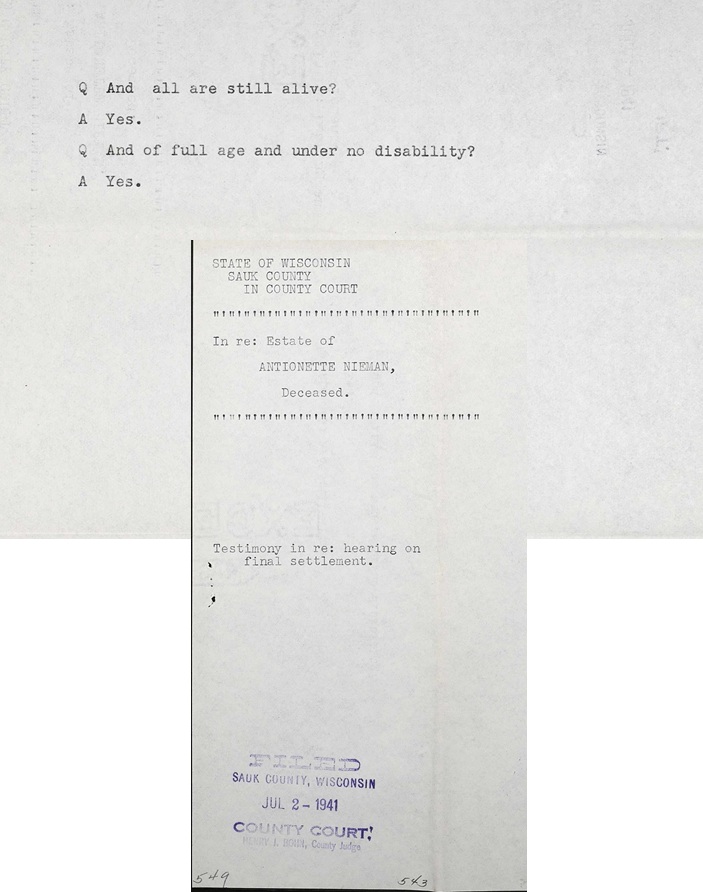 Q And all are still alive?
A Yes.
Q And of full age and under no disability?
A Yes.
STATE OF WISCONSIN
SAUK COUNTY
IN COUNTY COURT
In re: Estate of
ANTIONETTE NIEMAN,
Deceased.
Testimony in re: hearing on
final settlement.
FILED
SAUK COUNTY, WISCONSIN
JUL 2 - 1941
COUNTY COURT
HENRY J. BOHN, County Judge
549
543